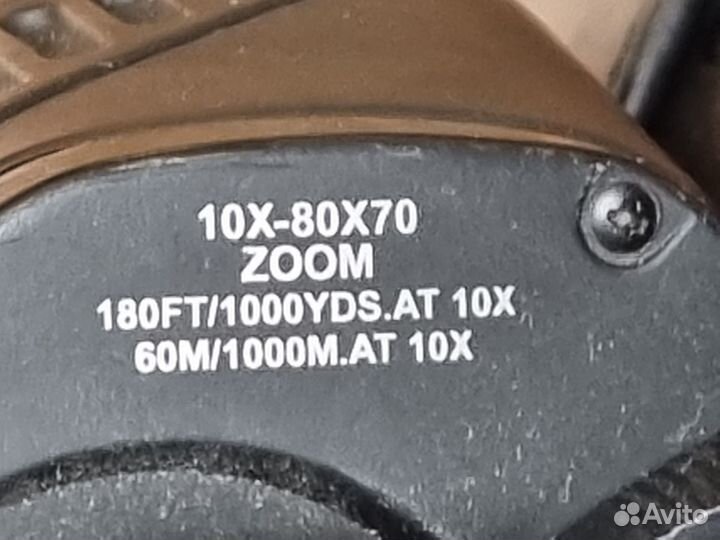 10X-80X70
ZOOM
180FT/1000YDS.AT 10X
60M/1000M.AT 10X
Avito